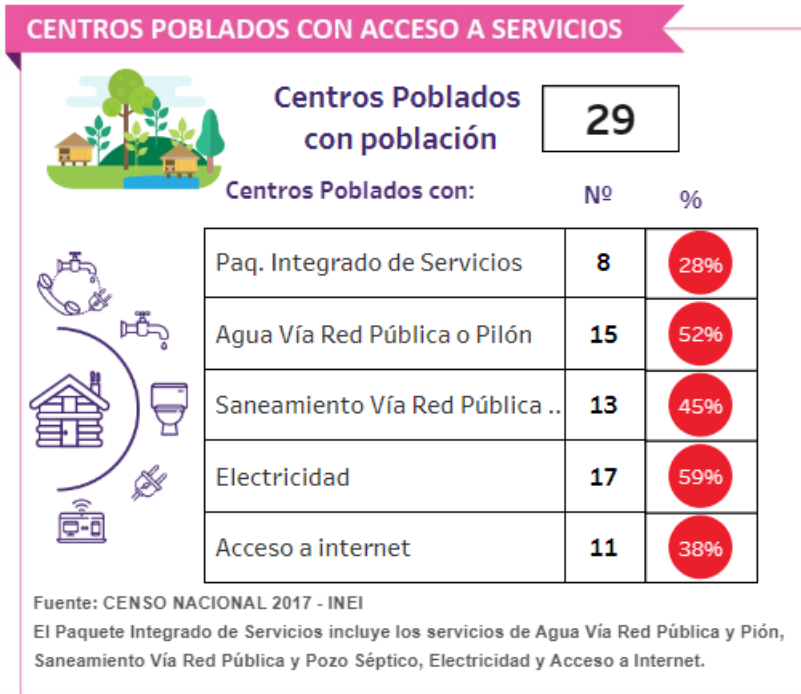 CENTROS POBLADOS CON ACCESO A SERVICIOS
Centros Poblados
con población
29
Centros Poblados con: Nº %
Paq. Integrado de Servicios 8 28%
Agua Vía Red Pública o Pilón 15 52%
Saneamiento Vía Red Pública .. 13 45%
Electricidad 17 59%
Acceso a internet 11 38%
Fuente: CENSO NACIONAL 2017 - INEI
El Paquete Integrado de Servicios incluye los servicios de Agua Vía Red Pública y Pión,
Saneamiento Vía Red Pública y Pozo Séptico, Electricidad y Acceso a Internet.